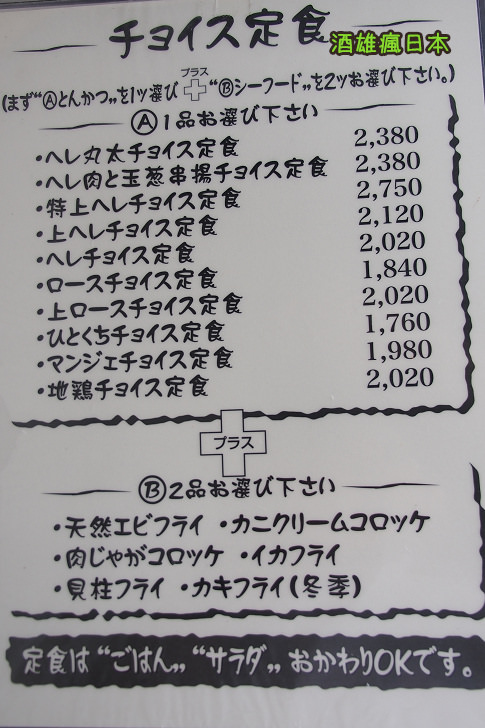 チョイス定食
酒雄瘋日本
(まず“Ⓐとんかつ„を1ッ選び プラス “Ⓑシーフード„を2ッお選び下さい。)
Ⓐ1品お選び下さい
・ヘレ丸太チョイス定食 2,380
・ヘレ肉と玉葱串揚チョイス定食 2,380
・特上ヘレチョイス定食 2,750
・上ヘレチョイス定食 2,120
・ヘレチョイス定食 2,020
・ロースチョイス定食 1,840
・上ロースチョイス定食 2,020
・ひとくちチョイス定食 1,760
・マンジェチョイス定食 1,980
・地鶏チョイス定食 2,020
プラス
Ⓑ2品お選び下さい
・天然エビフライ ・カニクリームコロッケ
・肉じゃがコロッケ ・イカフライ
・貝柱フライ ・カキフライ(冬季)
定食は“ごはん„“サラダ„おかわりOKです。